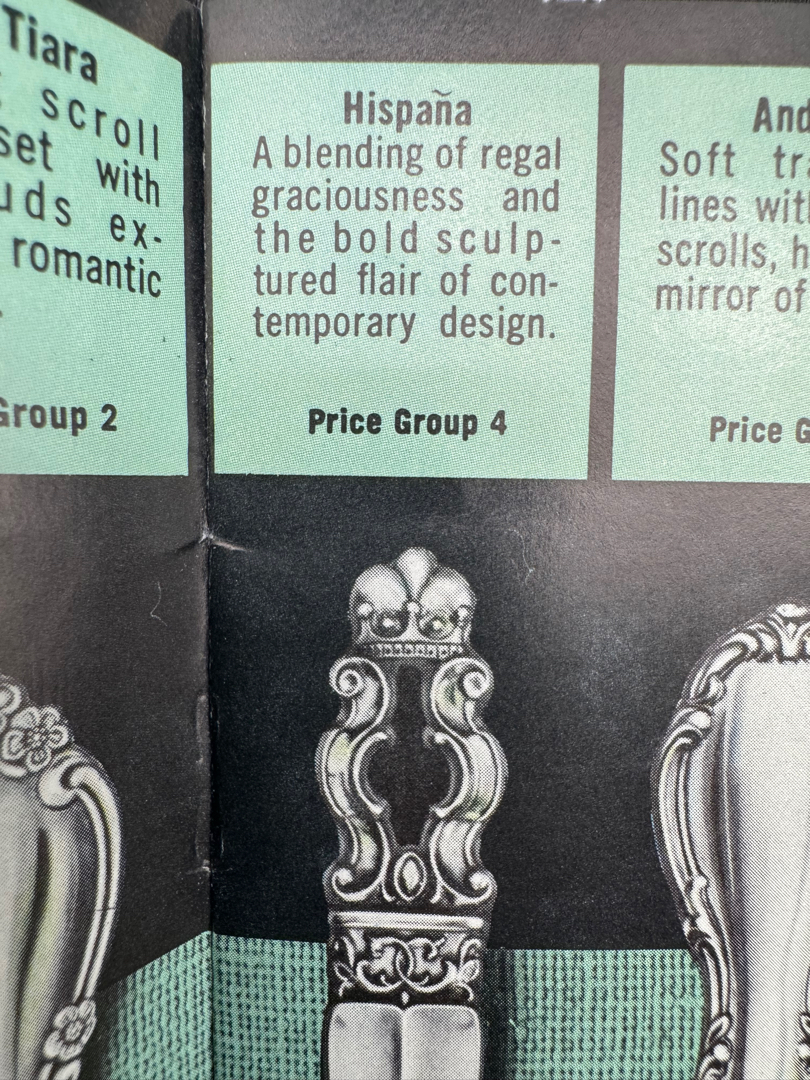 Tiara
scroll
set with
uds ex-
romantic
Group 2
Hispaña
A blending of regal
graciousness and
the bold sculp-
tured flair of con-
temporary design.
Price Group 4
And
Soft tra
lines with
scrolls, h
mirror of
Price G